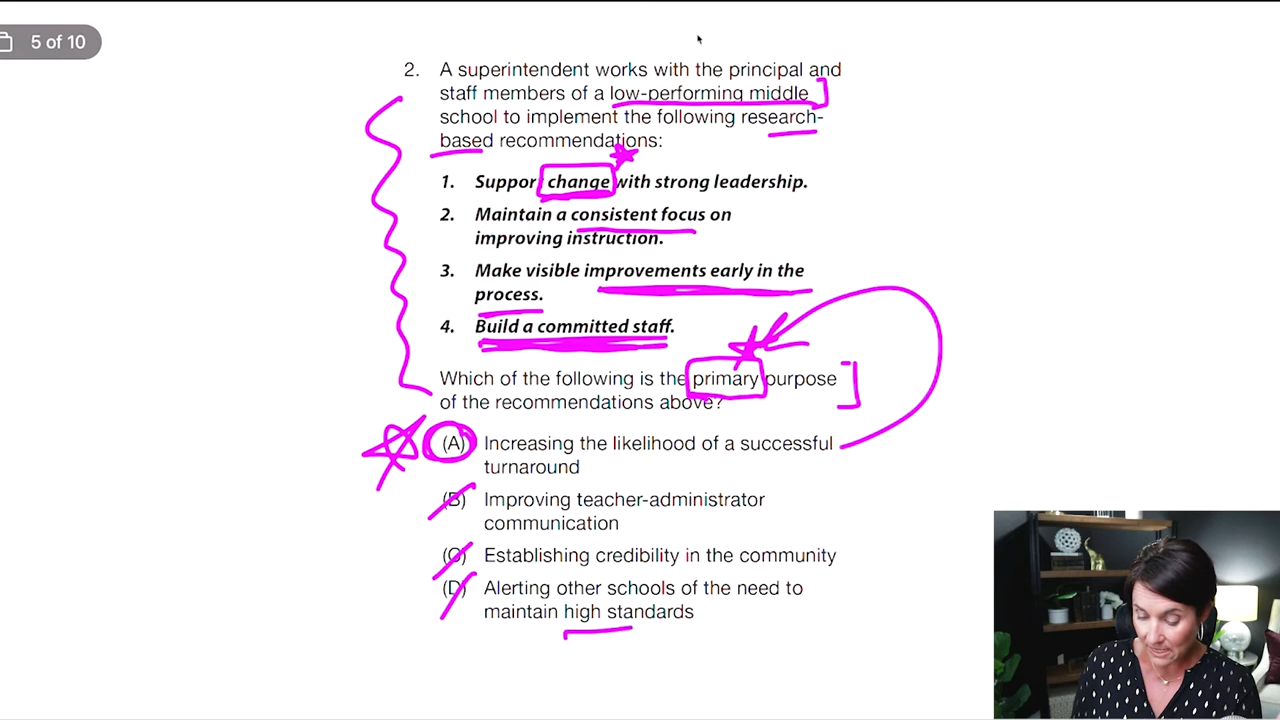 5 of 10
2. A superintendent works with the principal and
staff members of a low-performing middle
school to implement the following research-
based recommendations:
1. Support change with strong leadership.
2. Maintain a consistent focus on
improving instruction.
3. Make visible improvements early in the
process.
4. Build a committed staff.
Which of the following is the primary purpose
of the recommendations above?
(A) Increasing the likelihood of a successful
turnaround
(B) Improving teacher-administrator
communication
(C) Establishing credibility in the community
(D) Alerting other schools of the need to
maintain high standards